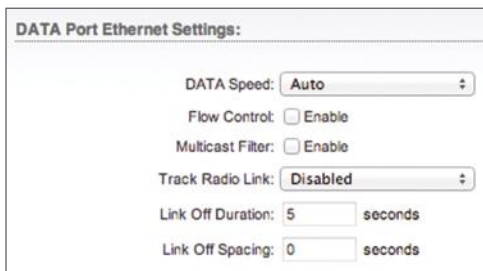 DATA Port Ethernet Settings:
DATA Speed: Auto
Flow Control: Enable
Multicast Filter: Enable
Track Radio Link: Disabled
Link Off Duration: 5 seconds
Link Off Spacing: 0 seconds